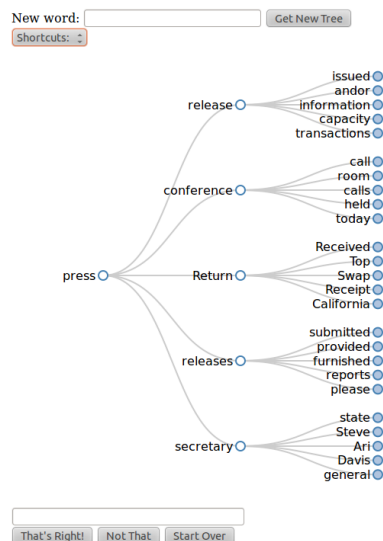 New word:
Get New Tree
Shortcuts:
issued
andor
release
information
capacity
transactions
call
room
conference
calls
held
today
Received
Top
press
Return
Swap
Receipt
California
submitted
provided
releases
furnished
reports
please
state
Steve
secretary
Ari
Davis
general
That's Right!
Not That
Start Over